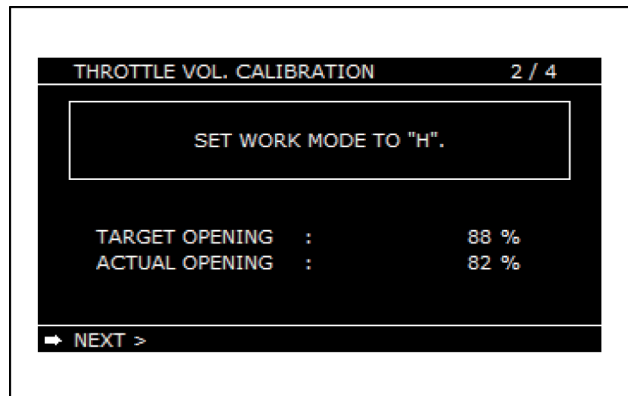 THROTTLE VOL. CALIBRATION 2 / 4
SET WORK MODE TO "H".
TARGET OPENING : 88 %
ACTUAL OPENING : 82 %
➡ NEXT >